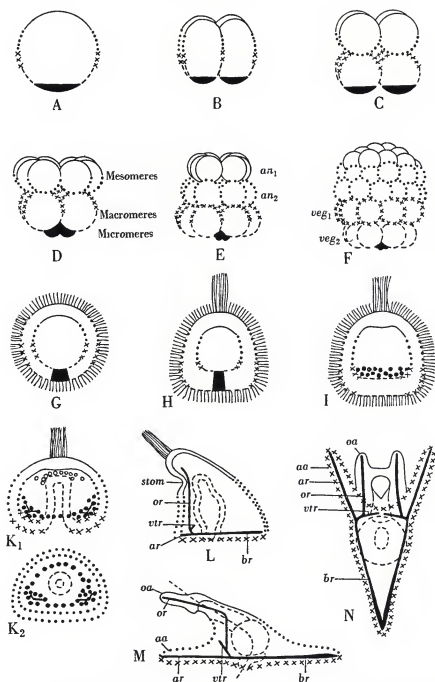 A
B
C
Mesomeres
Macromeres
Micromeres
D
an1
an2
E
veg1
veg2
F
G
H
I
K1
K2
stom
or
vtr
ar
br
L
oa
or
aa
ar
vtr
br
M
oa
aa
ar
or
vtr
br
N